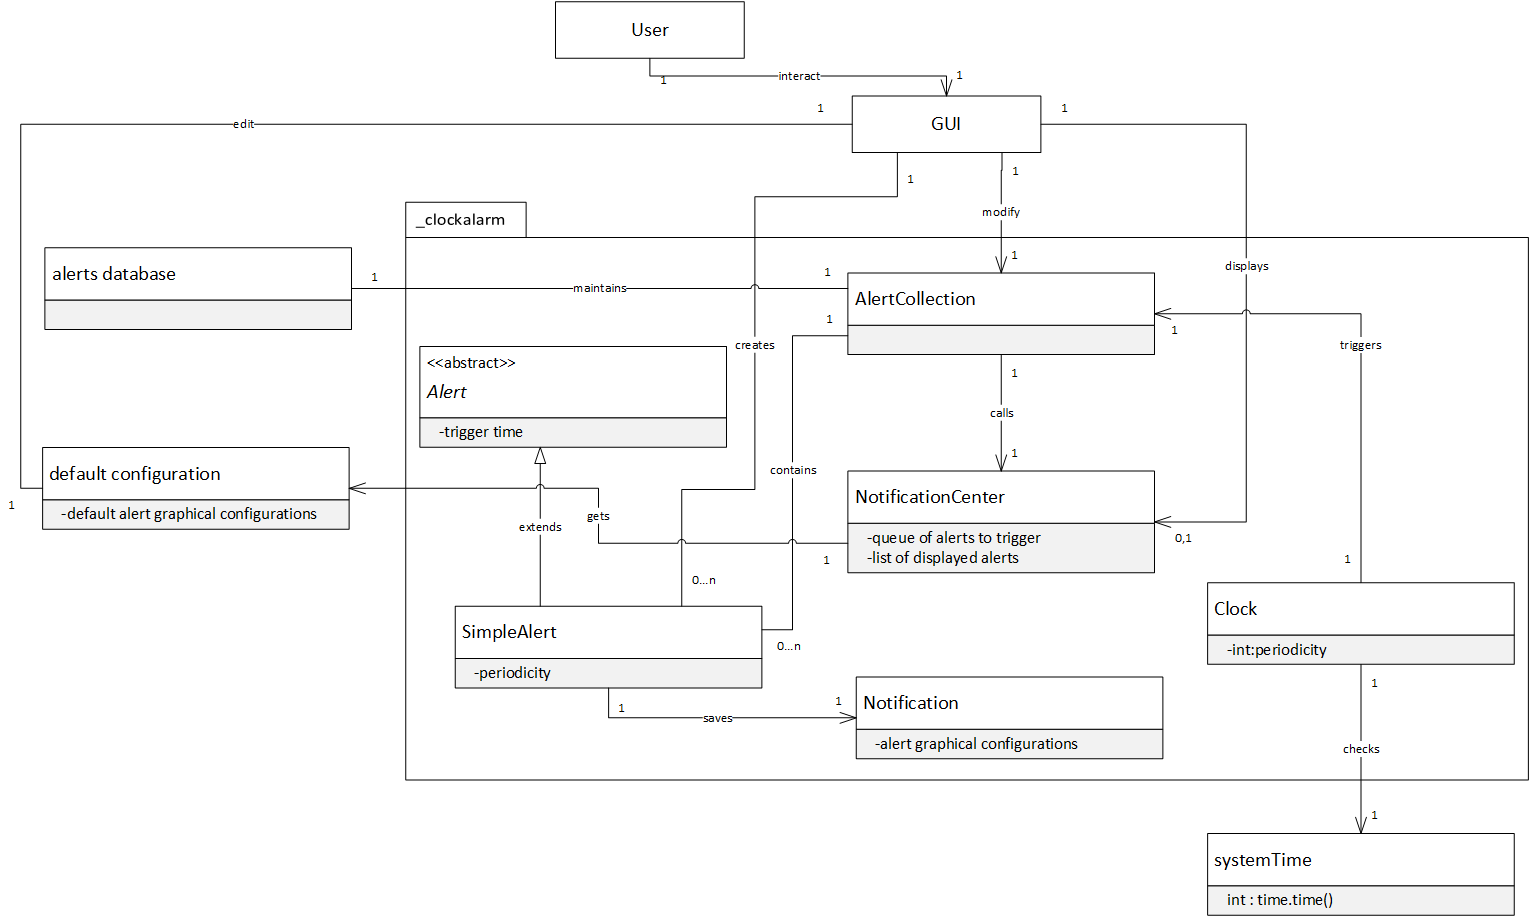 User
1
interact
1
1
GUI
1
edit
1
1
_clockalarm
modify
1
displays
alerts database
1
maintains
1
AlertCollection
1
1
creates
triggers
<<abstract>>
Alert
-trigger time
1
calls
1
contains
default configuration
-default alert graphical configurations
1
gets
extends
NotificationCenter
-queue of alerts to trigger
-list of displayed alerts
1
0,1
1
0...n
Clock
-int:periodicity
SimpleAlert
-periodicity
0...n
1
saves
1
Notification
-alert graphical configurations
1
checks
1
systemTime
int : time.time()